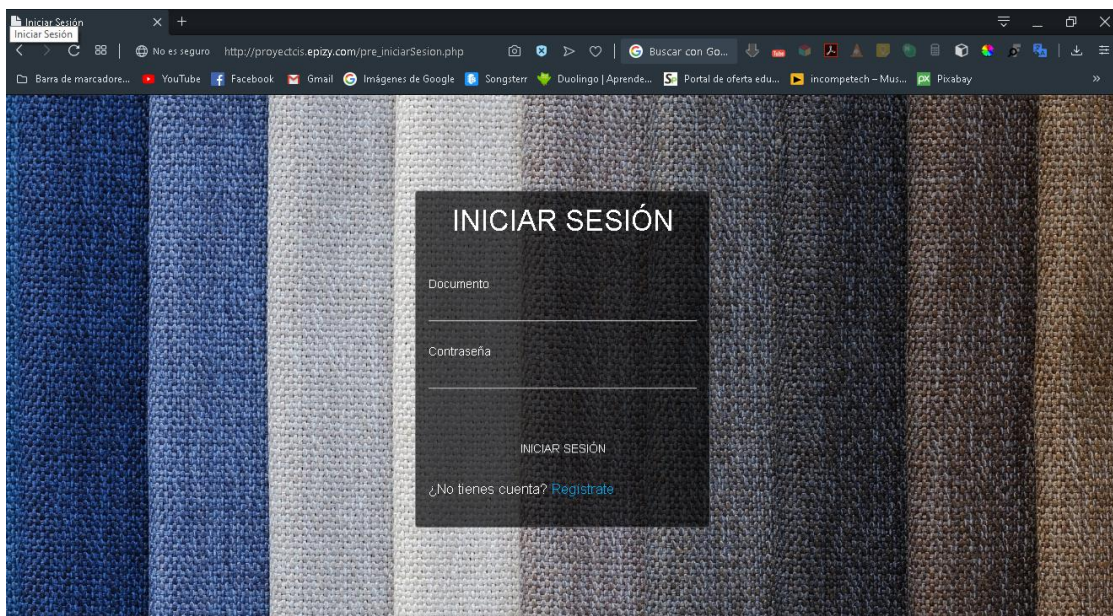 Iniciar Sesión
Iniciar Sesión
No es seguro http://proyectcis.epizy.com/pre_iniciarSesion.php
Buscar con Go...
Barra de marcadore... YouTube Facebook Gmail Imágenes de Google Songsterr Duolingo | Aprende... Portal de oferta edu... incompetech – Mus... Pixabay
INICIAR SESIÓN
Documento
Contraseña
INICIAR SESIÓN
¿No tienes cuenta? Registrate